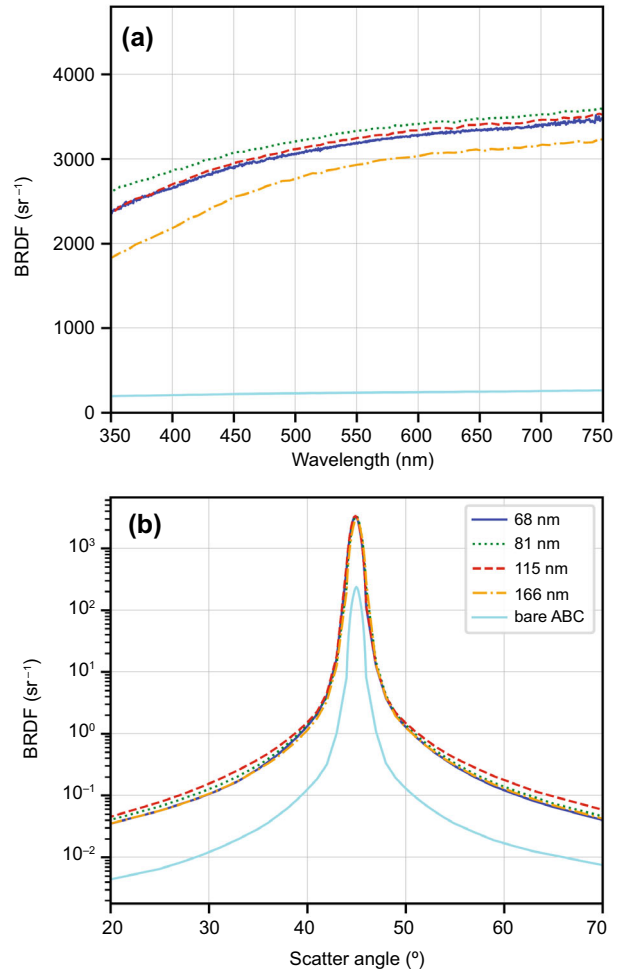 (a)
4000
3000
2000
1000
0
BRDF (sr⁻¹)
350 400 450 500 550 600 650 700 750
Wavelength (nm)
(b)
68 nm
81 nm
115 nm
166 nm
bare ABC
10³
10²
10¹
10⁰
10⁻¹
10⁻²
BRDF (sr⁻¹)
20 30 40 50 60 70
Scatter angle (º)